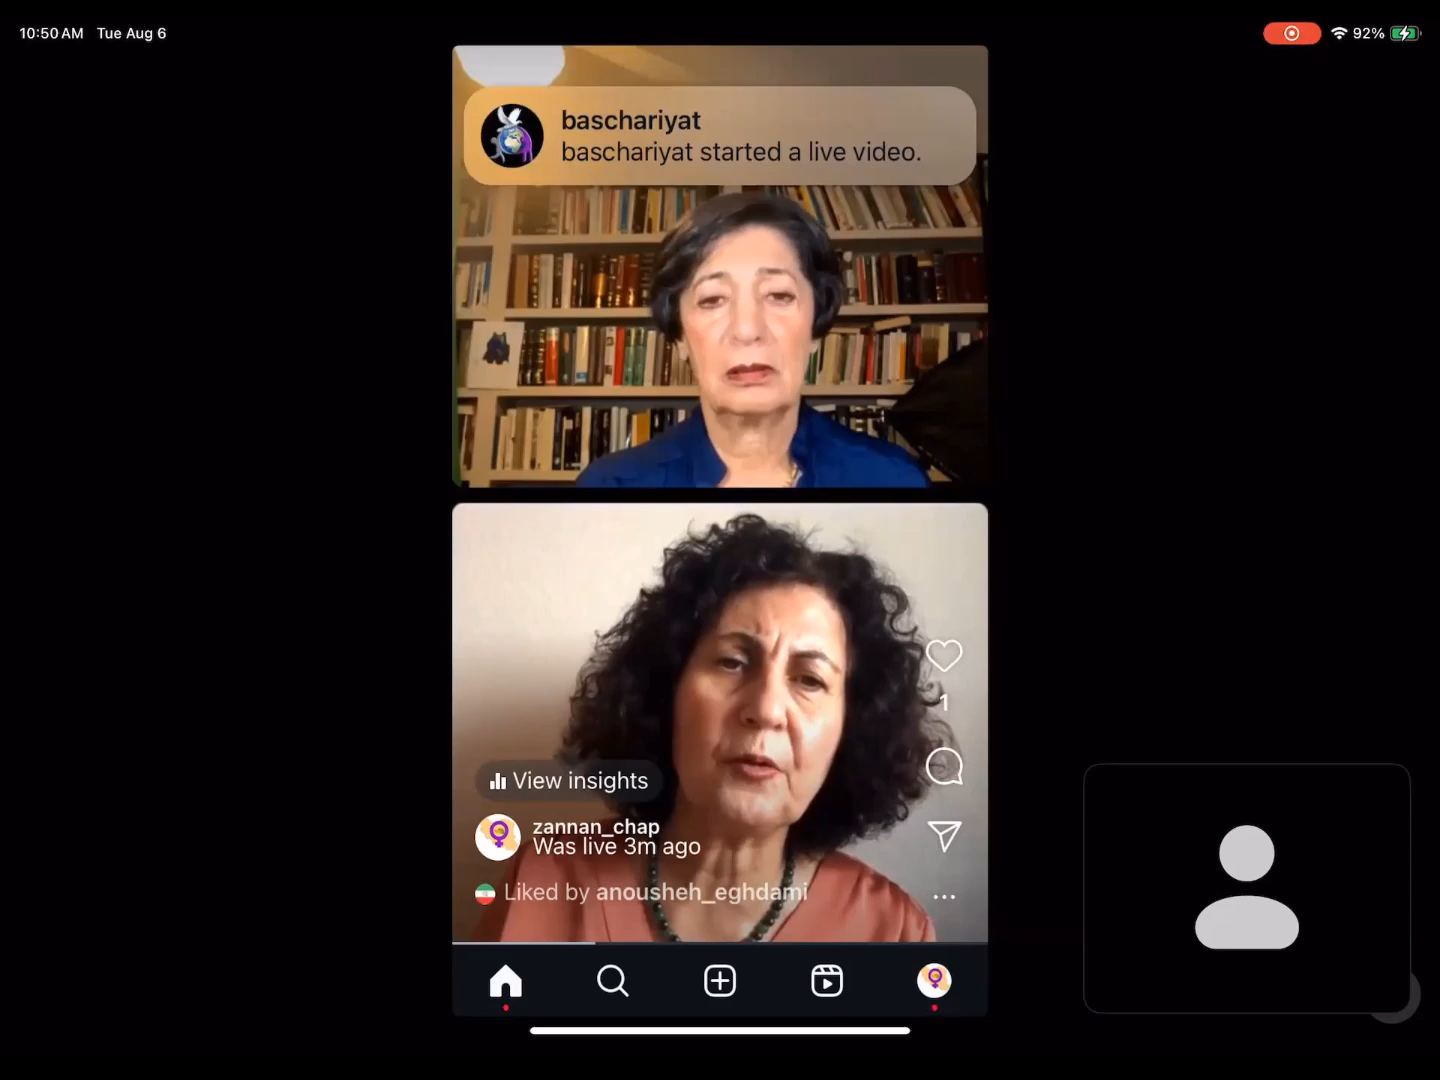 10:50 AM Tue Aug 6
92%
baschariyat
baschariyat started a live video.
1
View insights
zannan_chap
Was live 3m ago
Liked by anousheh_eghdami